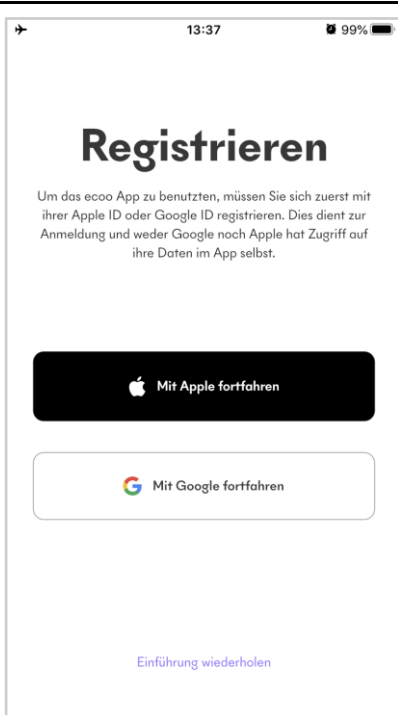 13:37
99%
Registrieren
Um das ecoo App zu benutzten, müssen Sie sich zuerst mit
ihrer Apple ID oder Google ID registrieren. Dies dient zur
Anmeldung und weder Google noch Apple hat Zugriff auf
ihre Daten im App selbst.
Mit Apple fortfahren
Mit Google fortfahren
Einführung wiederholen